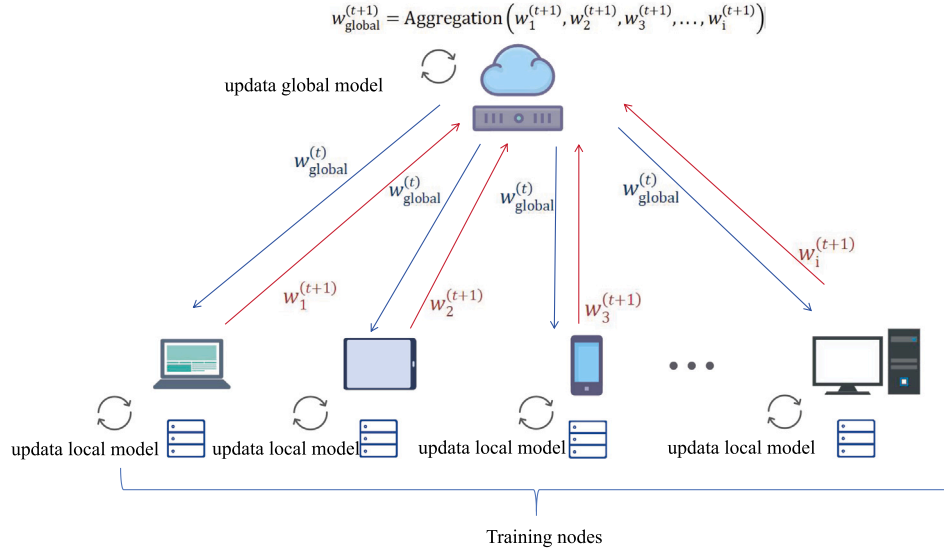 w_global^(t+1) = Aggregation(w_1^(t+1), w_2^(t+1), w_3^(t+1), ..., w_i^(t+1))
updata global model
w_global^(t)
w_global^(t)
w_global^(t)
w_global^(t)
w_1^(t+1)
w_2^(t+1)
w_3^(t+1)
w_i^(t+1)
updata local model
updata local model
updata local model
updata local model
Training nodes